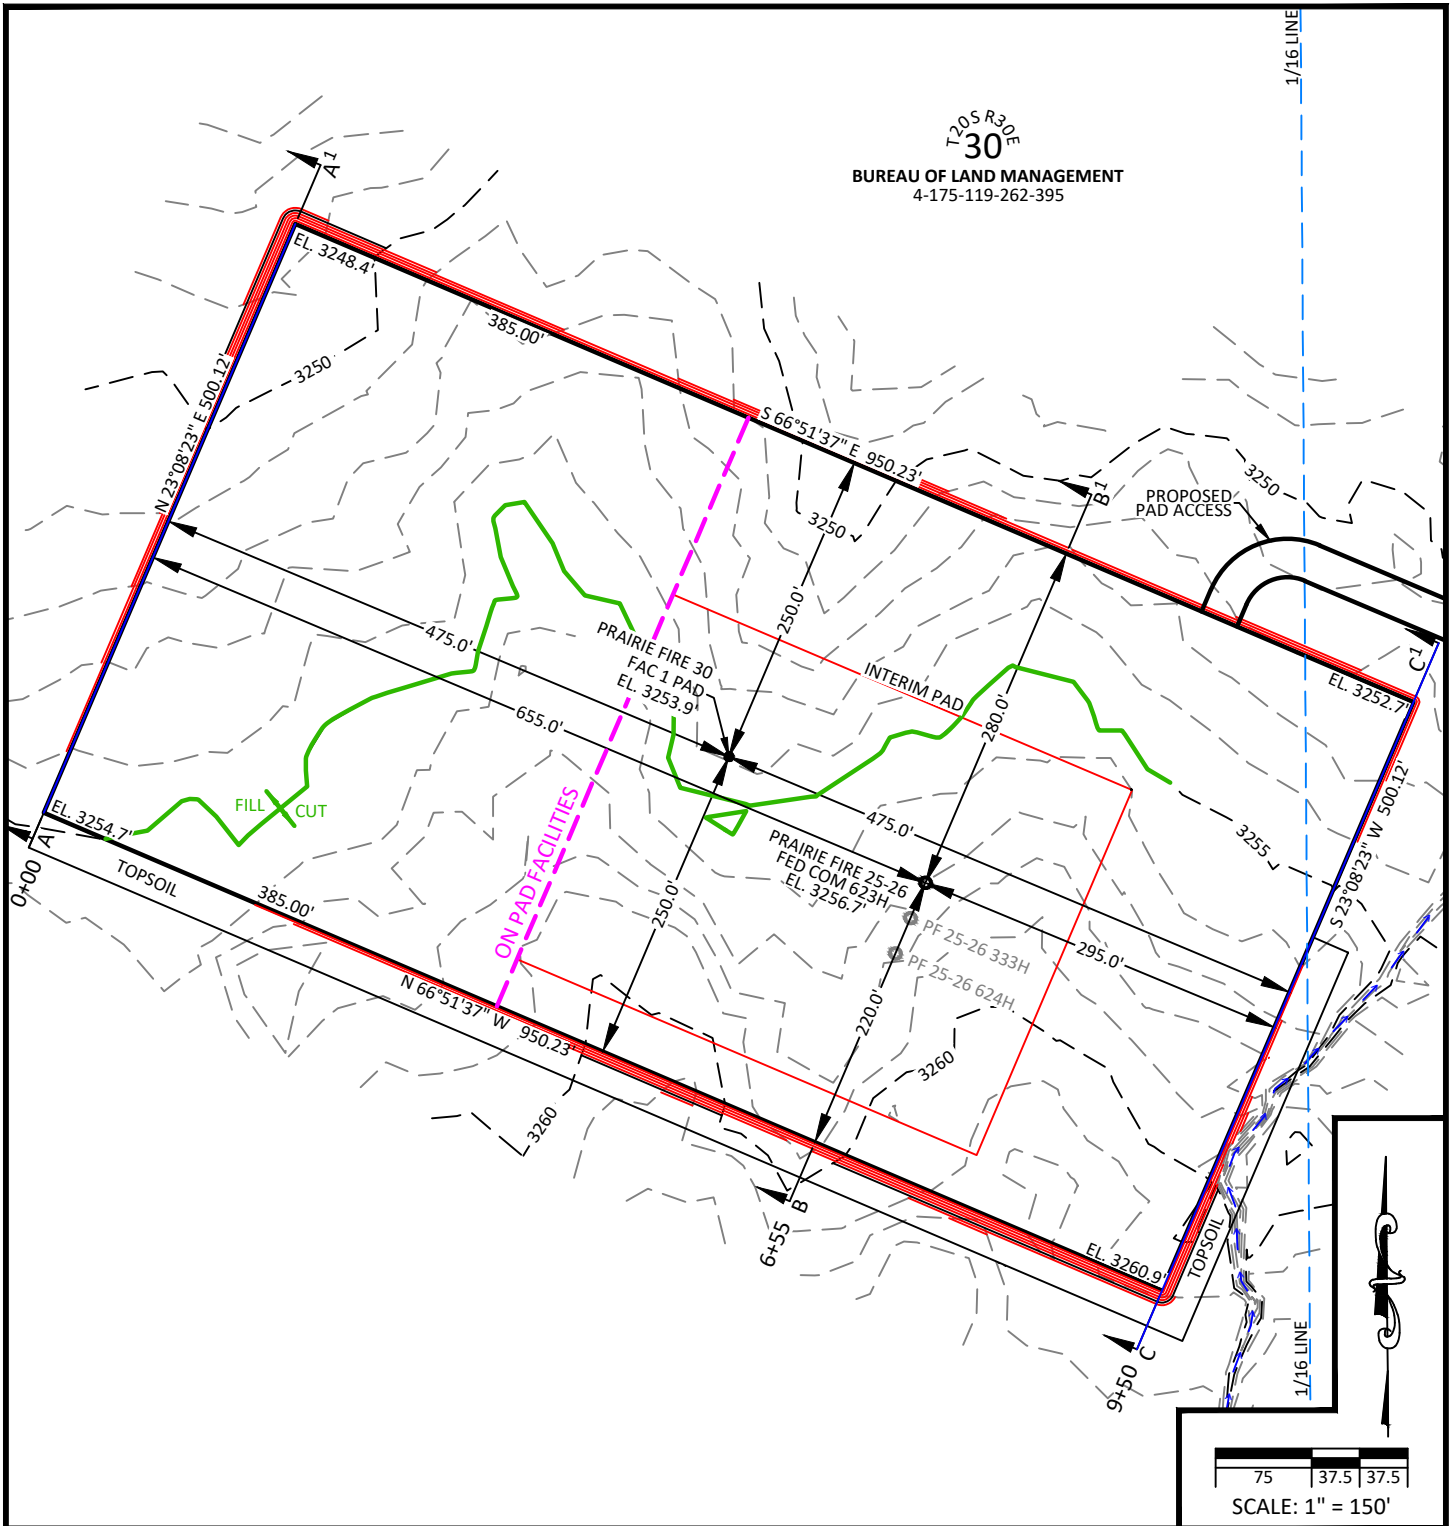 1/16 LINE
T20S R30E
30
BUREAU OF LAND MANAGEMENT
4-175-119-262-395
A1
EL. 3248.4'
385.00'
3250
N 23°08'23" E 500.12'
S 66°51'37" E 950.23'
3250
B1
PROPOSED
PAD ACCESS
3250
250.0'
475.0'
PRAIRIE FIRE 30
FAC 1 PAD
EL. 3253.9'
INTERIM PAD
280.0'
C1
EL. 3252.7'
655.0'
FILL
CUT
EL. 3254.7'
A
0+00
TOPSOIL
385.00'
ON PAD FACILITIES
475.0'
3255
S 23°08'23" W 500.12'
PRAIRIE FIRE 25-26
FED COM 623H
EL. 3256.7'
250.0'
PF 25-26 333H
295.0'
PF 25-26 624H
220.0'
N 66°51'37" W 950.23'
3260
3260
B
6+55
EL. 3260.9'
TOPSOIL
C
9+50
1/16 LINE
75 37.5 37.5
SCALE: 1" = 150'